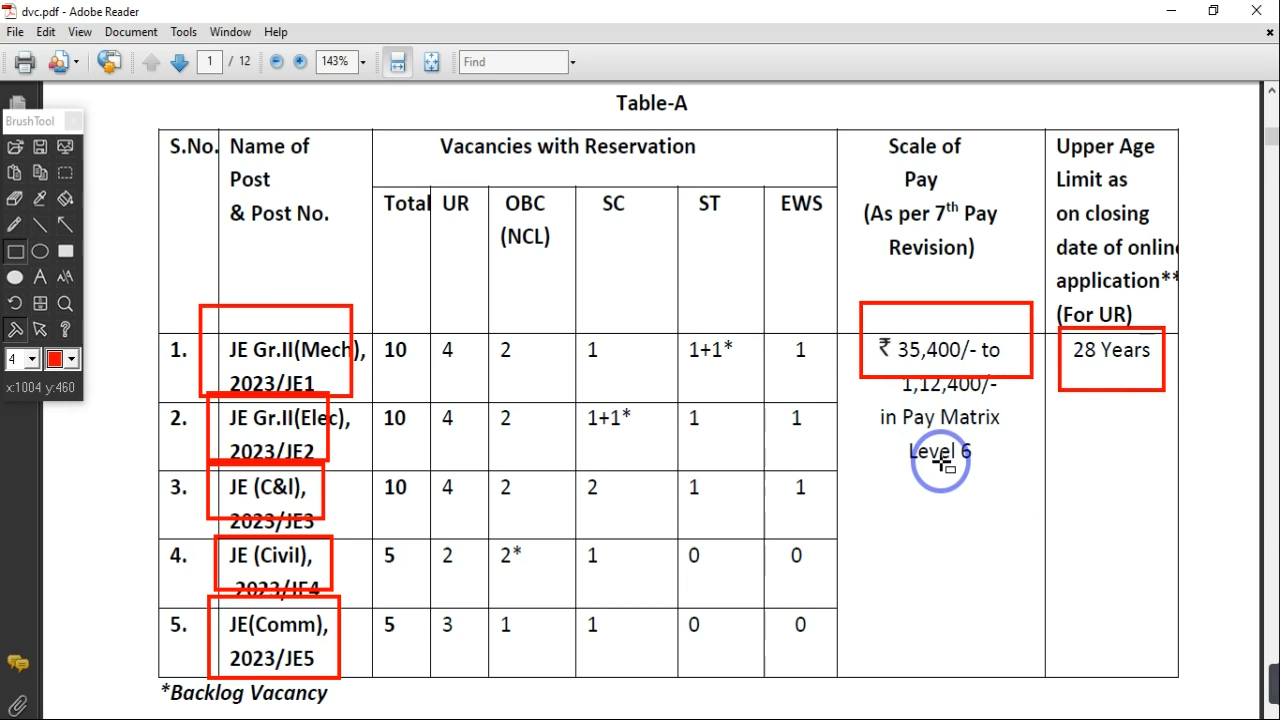 dvc.pdf - Adobe Reader
File Edit View Document Tools Window Help
1 / 12 143% Find
BrushTool
4
x:1004 y:460
Table-A
S.No. Name of Post & Post No. Vacancies with Reservation Scale of Pay (As per 7th Pay Revision) Upper Age Limit as on closing date of online application** (For UR)
Total UR OBC (NCL) SC ST EWS
1. JE Gr.II(Mech), 2023/JE1 10 4 2 1 1+1* 1 ₹ 35,400/- to 1,12,400/- in Pay Matrix Level 6 28 Years
2. JE Gr.II(Elec), 2023/JE2 10 4 2 1+1* 1 1
3. JE (C&I), 2023/JE3 10 4 2 2 1 1
4. JE (Civil), 2023/JE4 5 2 2* 1 0 0
5. JE(Comm), 2023/JE5 5 3 1 1 0 0
*Backlog Vacancy